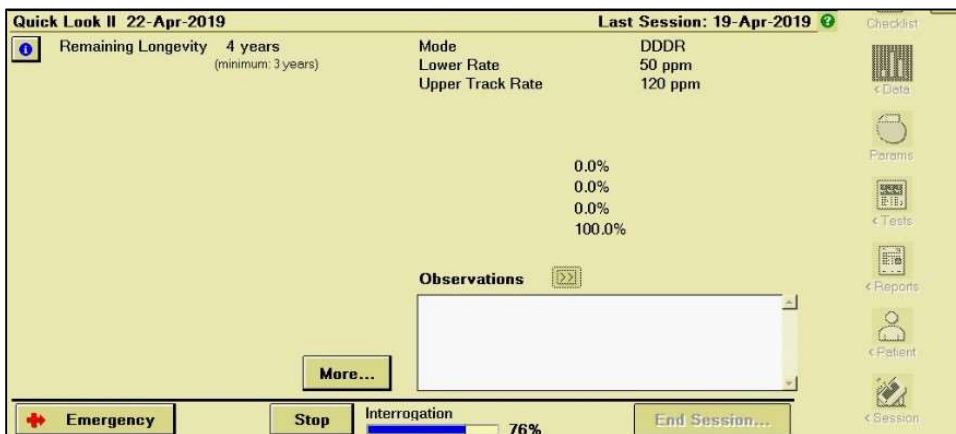 Quick Look II 22-Apr-2019 Last Session: 19-Apr-2019 ?
Checklist
i Remaining Longevity 4 years Mode DDDR
(minimum: 3 years) Lower Rate 50 ppm
Upper Track Rate 120 ppm
< Data
Params
0.0%
0.0%
< Tests
0.0%
100.0%
Observations >>
< Reports
< Patient
More...
Emergency Stop Interrogation 76% End Session...
< Session